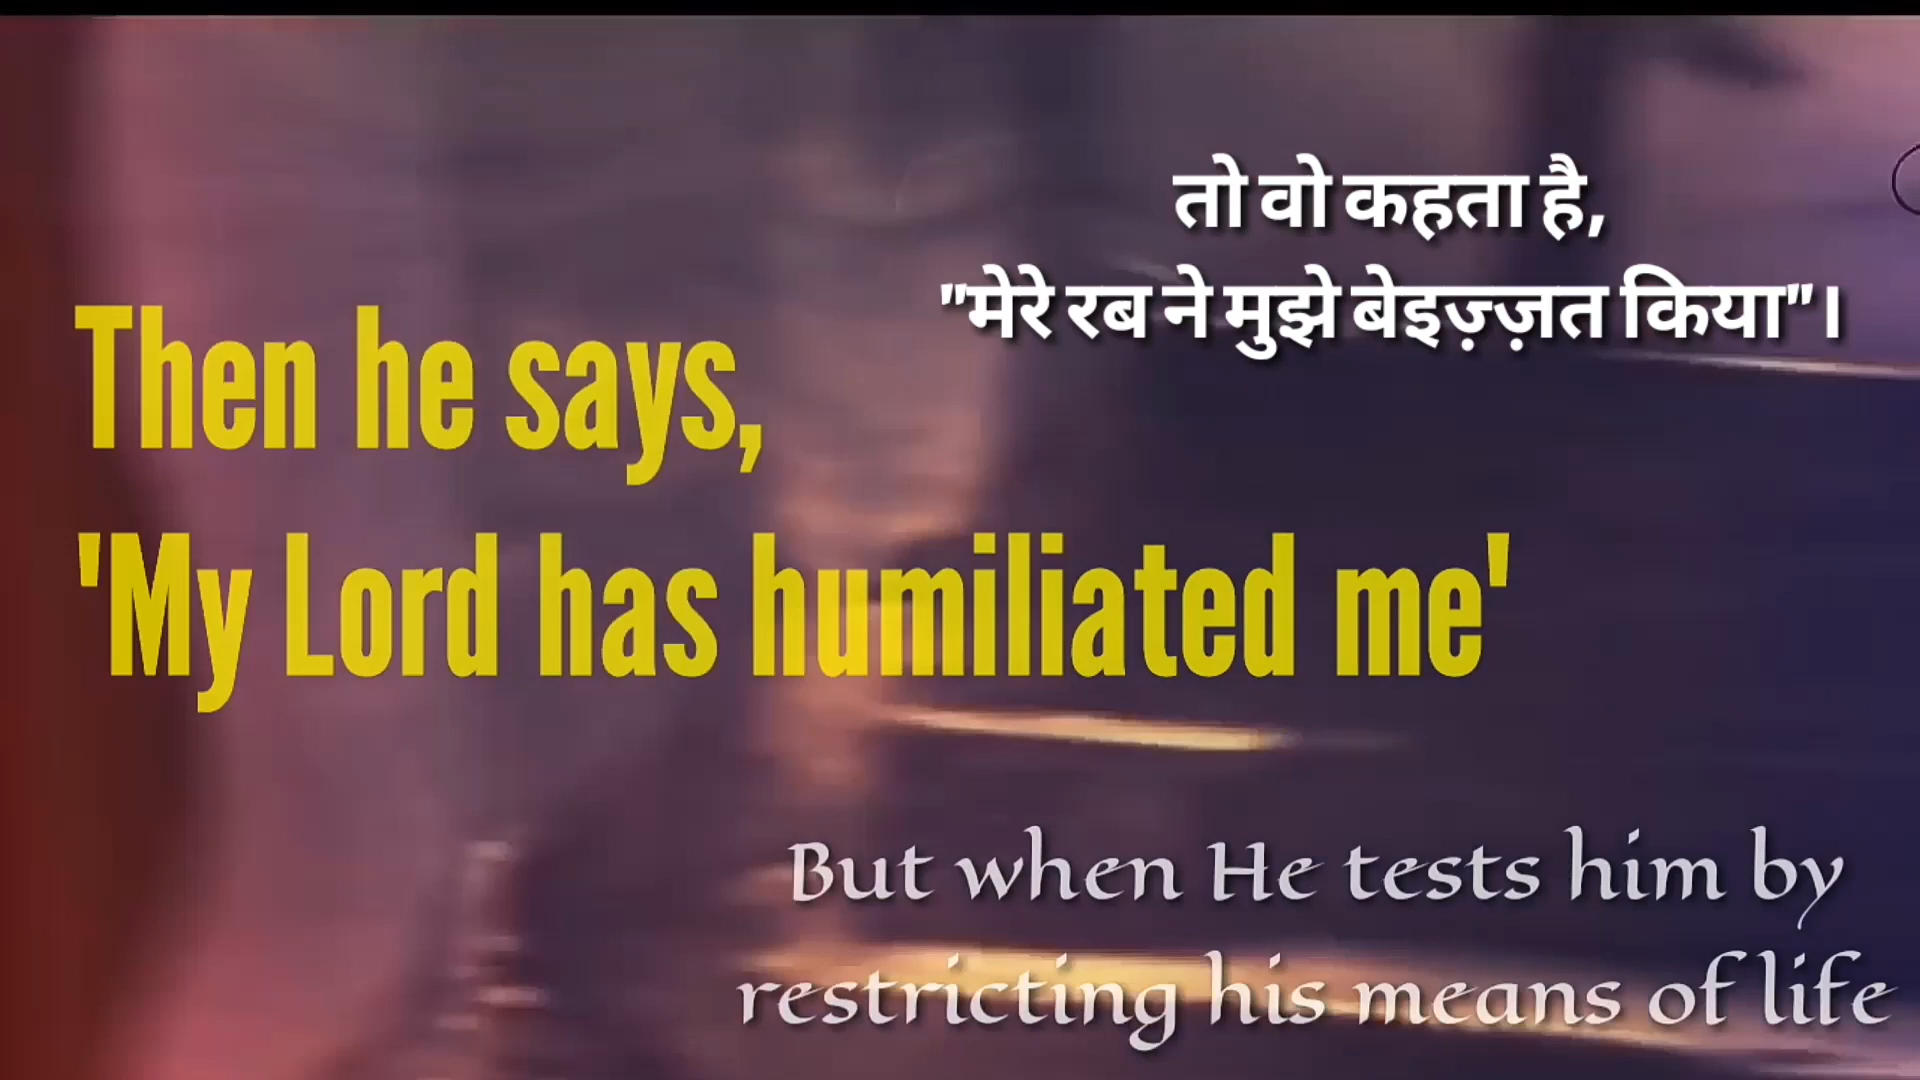 तो वो कहता है,
"मेरे रब ने मुझे बेइज़्ज़त किया"।
Then he says,
'My Lord has humiliated me'
But when He tests him by
restricting his means of life